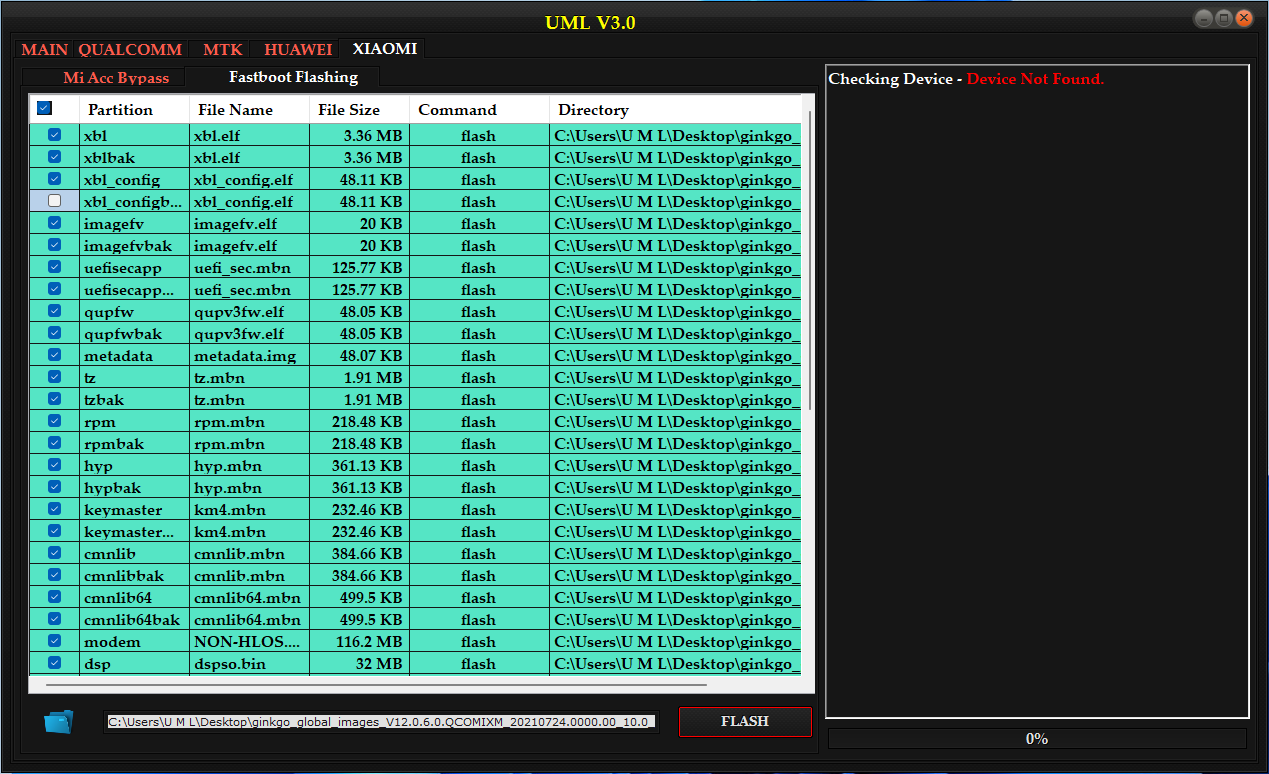 UML V3.0
MAIN QUALCOMM MTK HUAWEI XIAOMI
Mi Acc Bypass Fastboot Flashing
Checking Device - Device Not Found.
Partition File Name File Size Command Directory
xbl xbl.elf 3.36 MB flash C:\Users\U M L\Desktop\ginkgo_
xblbak xbl.elf 3.36 MB flash C:\Users\U M L\Desktop\ginkgo_
xbl_config xbl_config.elf 48.11 KB flash C:\Users\U M L\Desktop\ginkgo_
xbl_configb... xbl_config.elf 48.11 KB flash C:\Users\U M L\Desktop\ginkgo_
imagefv imagefv.elf 20 KB flash C:\Users\U M L\Desktop\ginkgo_
imagefvbak imagefv.elf 20 KB flash C:\Users\U M L\Desktop\ginkgo_
uefisecapp uefi_sec.mbn 125.77 KB flash C:\Users\U M L\Desktop\ginkgo_
uefisecapp... uefi_sec.mbn 125.77 KB flash C:\Users\U M L\Desktop\ginkgo_
qupfw qupv3fw.elf 48.05 KB flash C:\Users\U M L\Desktop\ginkgo_
qupfwbak qupv3fw.elf 48.05 KB flash C:\Users\U M L\Desktop\ginkgo_
metadata metadata.img 48.07 KB flash C:\Users\U M L\Desktop\ginkgo_
tz tz.mbn 1.91 MB flash C:\Users\U M L\Desktop\ginkgo_
tzbak tz.mbn 1.91 MB flash C:\Users\U M L\Desktop\ginkgo_
rpm rpm.mbn 218.48 KB flash C:\Users\U M L\Desktop\ginkgo_
rpmbak rpm.mbn 218.48 KB flash C:\Users\U M L\Desktop\ginkgo_
hyp hyp.mbn 361.13 KB flash C:\Users\U M L\Desktop\ginkgo_
hypbak hyp.mbn 361.13 KB flash C:\Users\U M L\Desktop\ginkgo_
keymaster km4.mbn 232.46 KB flash C:\Users\U M L\Desktop\ginkgo_
keymaster... km4.mbn 232.46 KB flash C:\Users\U M L\Desktop\ginkgo_
cmnlib cmnlib.mbn 384.66 KB flash C:\Users\U M L\Desktop\ginkgo_
cmnlibbak cmnlib.mbn 384.66 KB flash C:\Users\U M L\Desktop\ginkgo_
cmnlib64 cmnlib64.mbn 499.5 KB flash C:\Users\U M L\Desktop\ginkgo_
cmnlib64bak cmnlib64.mbn 499.5 KB flash C:\Users\U M L\Desktop\ginkgo_
modem NON-HLOS.... 116.2 MB flash C:\Users\U M L\Desktop\ginkgo_
dsp dspso.bin 32 MB flash C:\Users\U M L\Desktop\ginkgo_
C:\Users\U M L\Desktop\ginkgo_global_images_V12.0.6.0.QCOMIXM_20210724.0000.00_10.0
FLASH
0%